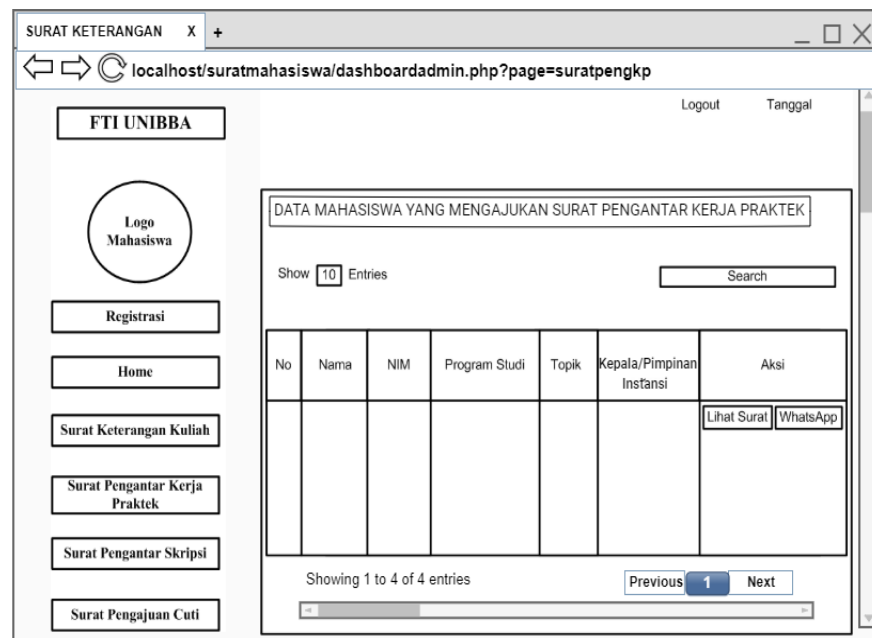 SURAT KETERANGAN X +
localhost/suratmahasiswa/dashboardadmin.php?page=suratpengkp
Logout Tanggal
FTI UNIBBA
Logo
Mahasiswa
Registrasi
Home
Surat Keterangan Kuliah
Surat Pengantar Kerja
Praktek
Surat Pengantar Skripsi
Surat Pengajuan Cuti
DATA MAHASISWA YANG MENGAJUKAN SURAT PENGANTAR KERJA PRAKTEK
Show 10 Entries Search
No Nama NIM Program Studi Topik Kepala/Pimpinan Instansi Aksi
Lihat Surat WhatsApp
Showing 1 to 4 of 4 entries Previous 1 Next